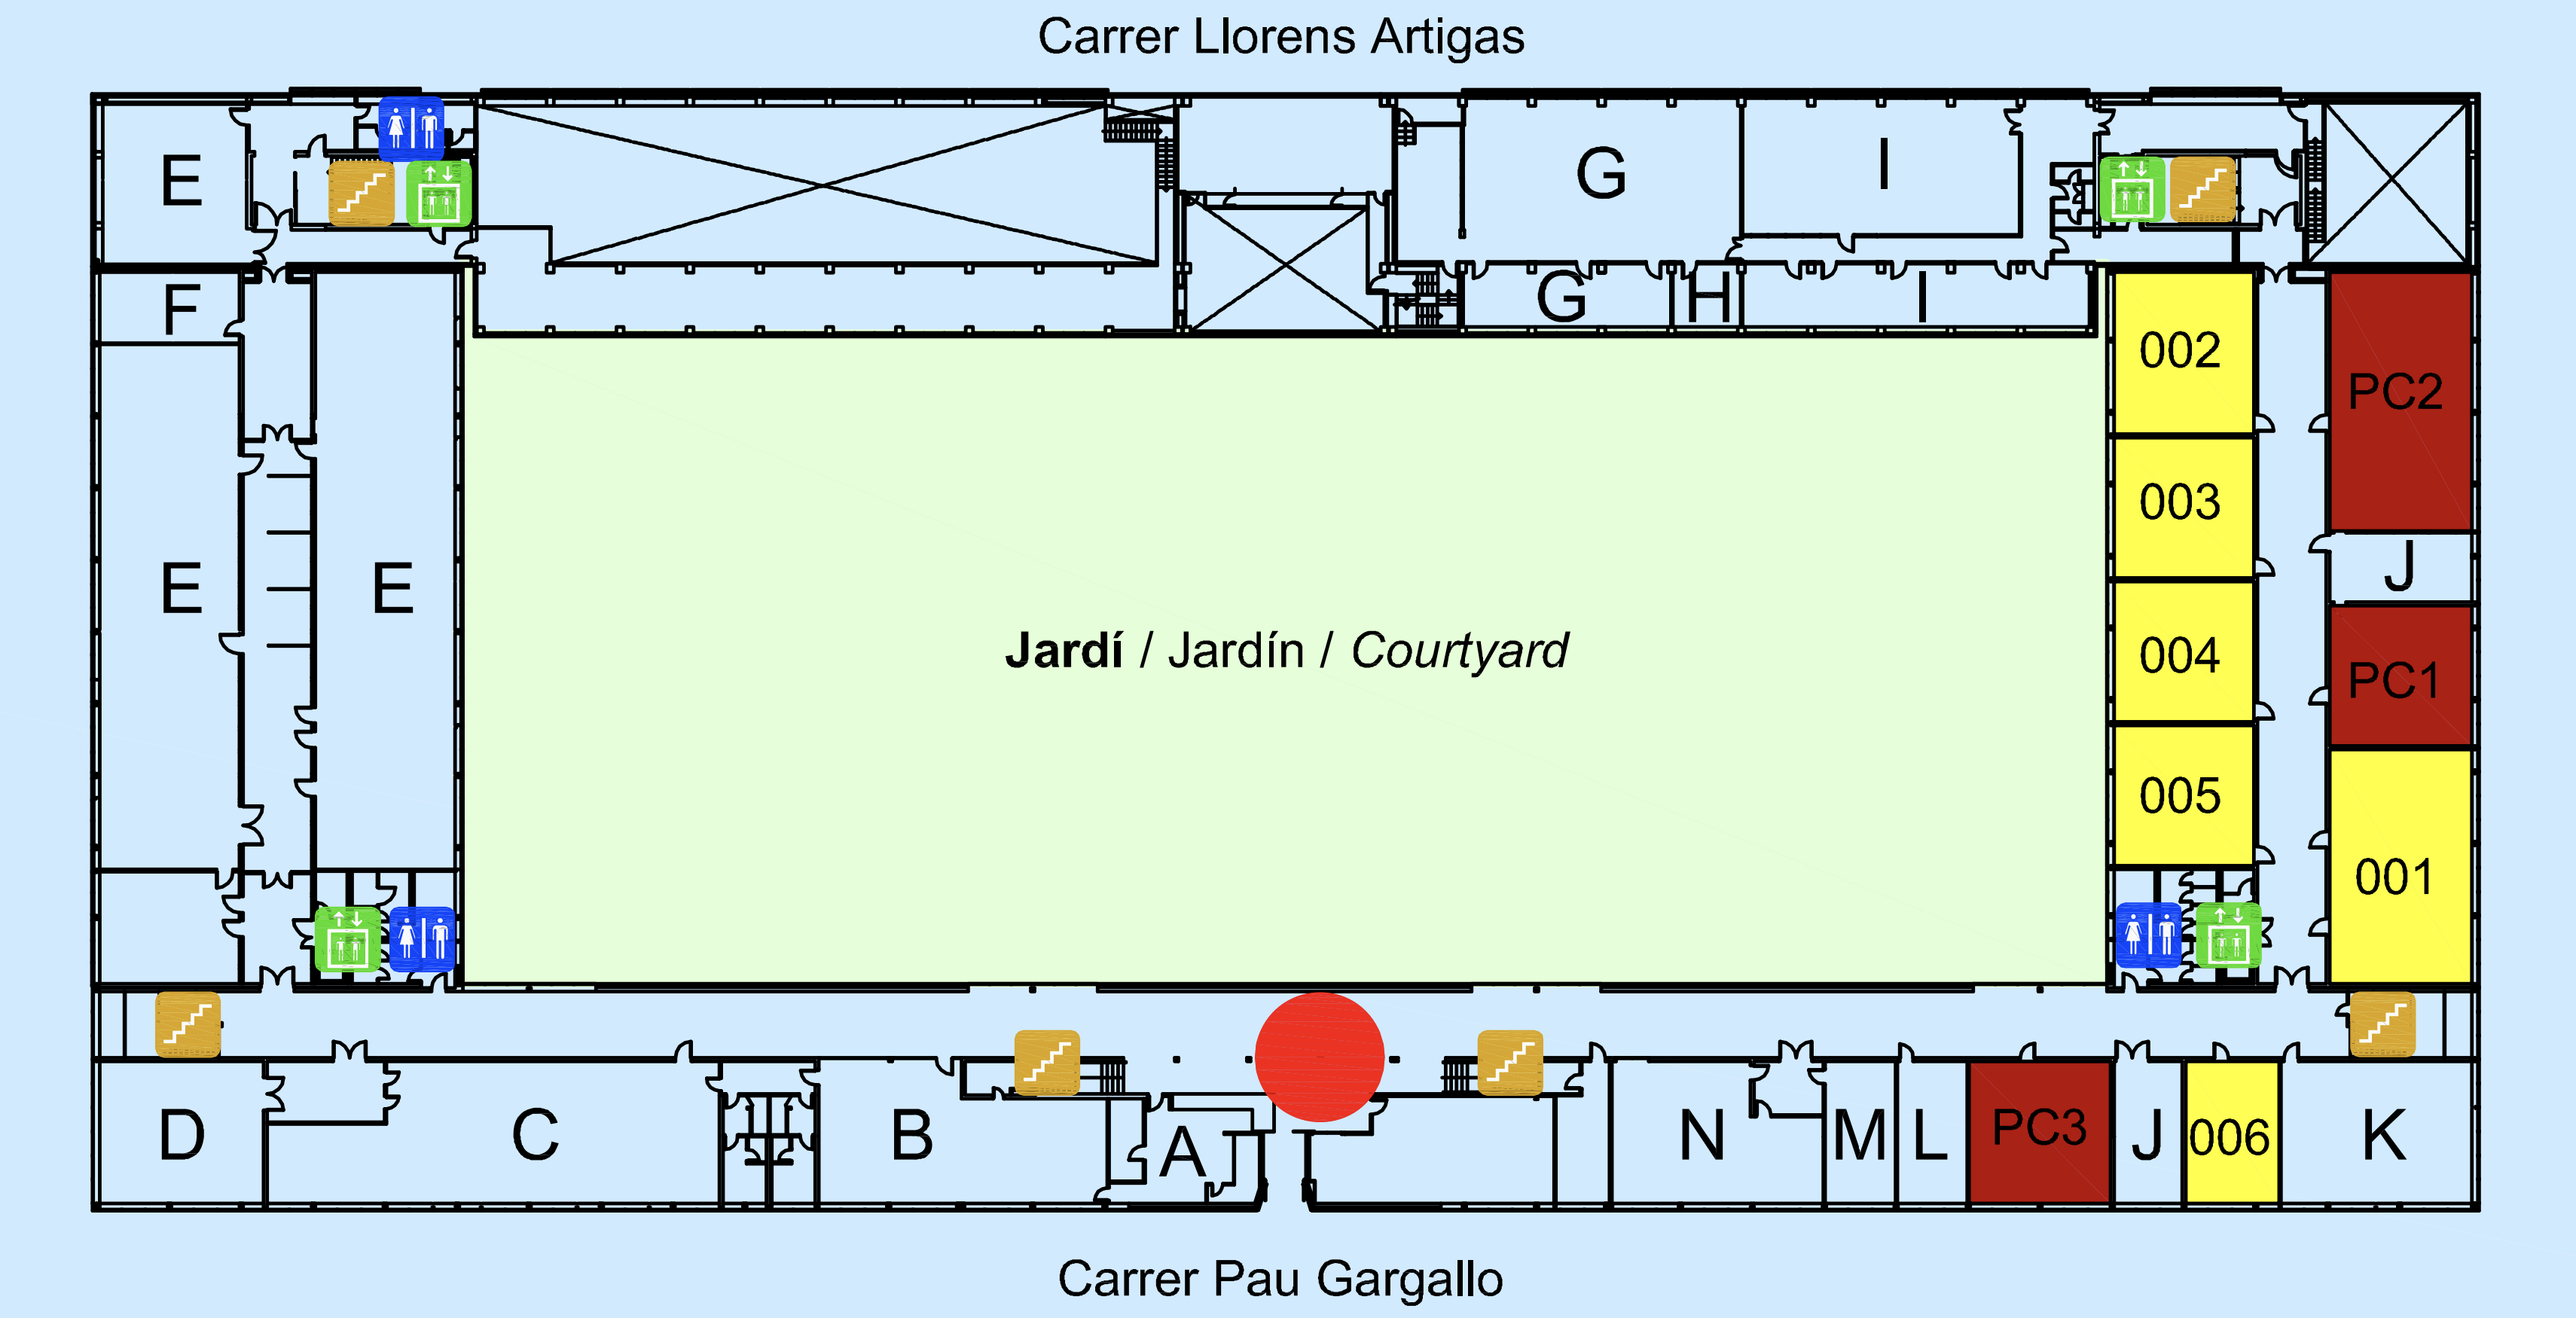 Carrer Llorens Artigas
E
G
I
F
G
H
I
002
PC2
003
J
E
E
Jardí / Jardín / Courtyard
004
PC1
005
001
D
C
B
A
N
M
L
PC3
J
006
K
Carrer Pau Gargallo